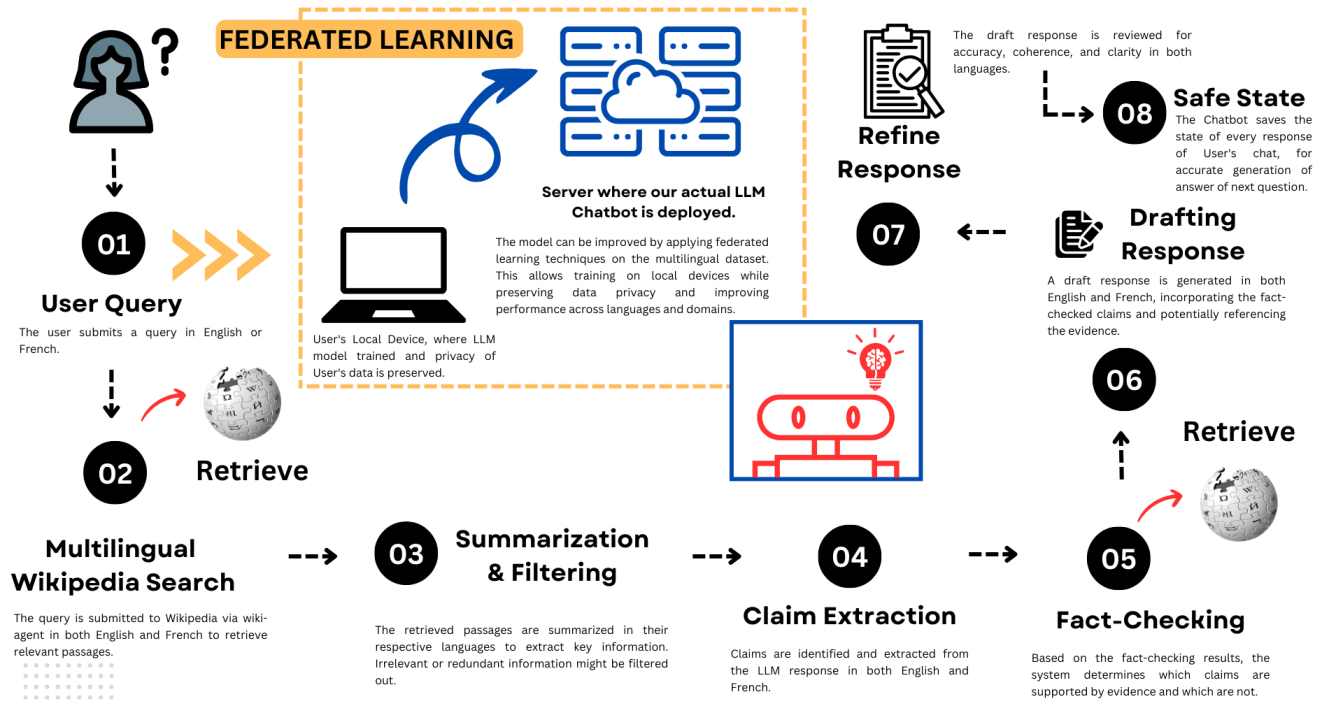 FEDERATED LEARNING
?
Server where our actual LLM
Chatbot is deployed.
The model can be improved by applying federated
learning techniques on the multilingual dataset.
This allows training on local devices while
preserving data privacy and improving
performance across languages and domains.
User's Local Device, where LLM
model trained and privacy of
User's data is preserved.
01
User Query
The user submits a query in English or
French.
02
Retrieve
Multilingual
Wikipedia Search
The query is submitted to Wikipedia via wiki-
agent in both English and French to retrieve
relevant passages.
03
Summarization
& Filtering
The retrieved passages are summarized in their
respective languages to extract key information.
Irrelevant or redundant information might be filtered
out.
04
Claim Extraction
Claims are identified and extracted from
the LLM response in both English and
French.
05
Retrieve
Fact-Checking
Based on the fact-checking results, the
system determines which claims are
supported by evidence and which are not.
06
Drafting
Response
A draft response is generated in both
English and French, incorporating the fact-
checked claims and potentially referencing
the evidence.
07
Refine
Response
The draft response is reviewed for
accuracy, coherence, and clarity in both
languages.
08
Safe State
The Chatbot saves the
state of every response
of User's chat, for
accurate generation of
answer of next question.